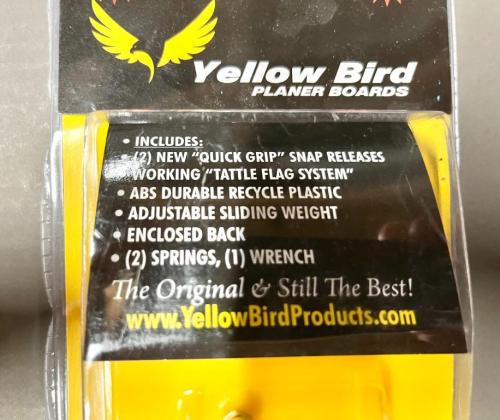 Yellow Bird
PLANER BOARDS
• INCLUDES:
• (2) NEW "QUICK GRIP" SNAP RELEASES
WORKING "TATTLE FLAG SYSTEM"
• ABS DURABLE RECYCLE PLASTIC
• ADJUSTABLE SLIDING WEIGHT
• ENCLOSED BACK
• (2) SPRINGS, (1) WRENCH
The Original & Still The Best!
www.YellowBirdProducts.com